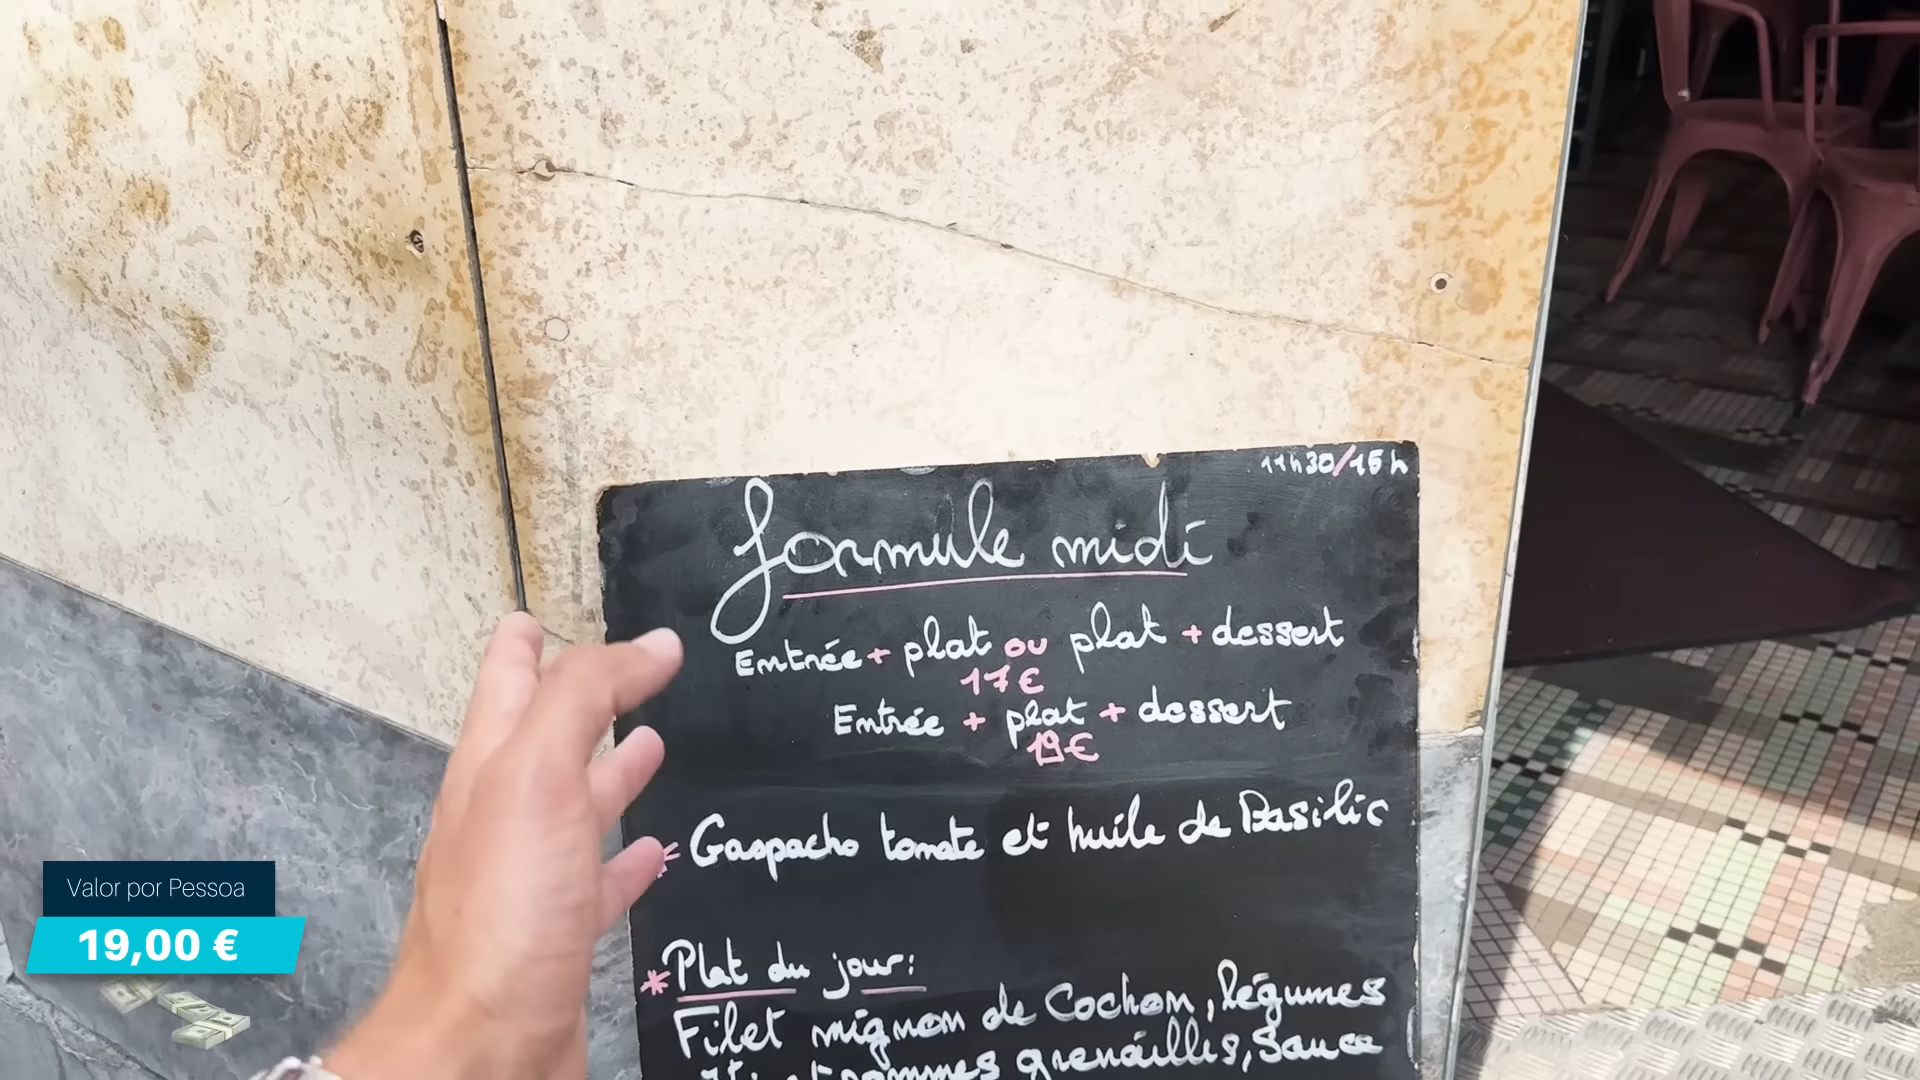 11h30/15h
formule midi
Entrée + plat ou plat + dessert
17€
Entrée + plat + dessert
19€
* Gaspacho tomate et huile de Basilic
* Plat du jour:
Filet mignon de Cochon, légumes
et pommes grenailles, Sauce
Valor por Pessoa
19,00 €